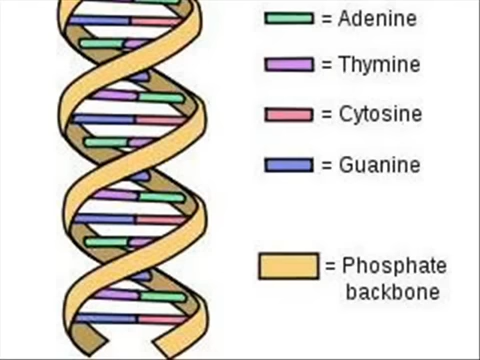 = Adenine
= Thymine
= Cytosine
= Guanine
= Phosphate
backbone